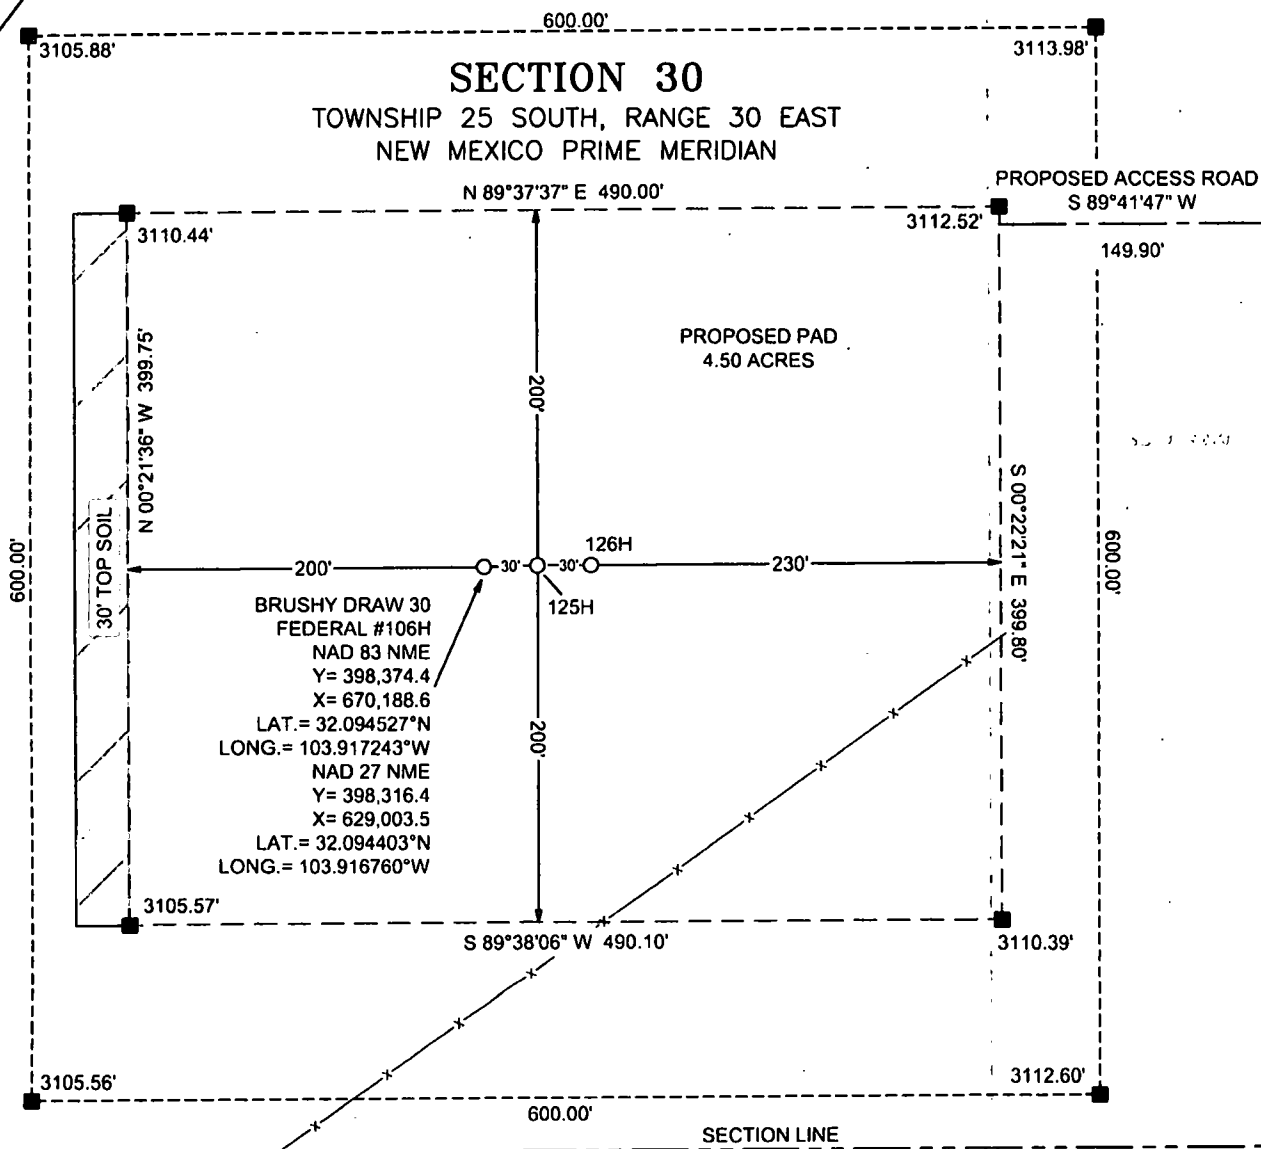 600.00'
3105.88'
3113.98'
SECTION 30
TOWNSHIP 25 SOUTH, RANGE 30 EAST
NEW MEXICO PRIME MERIDIAN
PROPOSED ACCESS ROAD
S 89°41'47" W
149.90'
N 89°37'37" E 490.00'
3110.44'
3112.52'
N 00°21'36" W 399.75'
PROPOSED PAD
4.50 ACRES
200'
30' TOP SOIL
600.00'
200'
30'
30'
126H
230'
125H
S 00°22'21" E 399.80'
600.00'
BRUSHY DRAW 30
FEDERAL #106H
NAD 83 NME
Y= 398,374.4
X= 670,188.6
LAT.= 32.094527°N
LONG.= 103.917243°W
NAD 27 NME
Y= 398,316.4
X= 629,003.5
LAT.= 32.094403°N
LONG.= 103.916760°W
200'
3105.57'
S 89°38'06" W 490.10'
3110.39'
3105.56'
3112.60'
600.00'
SECTION LINE